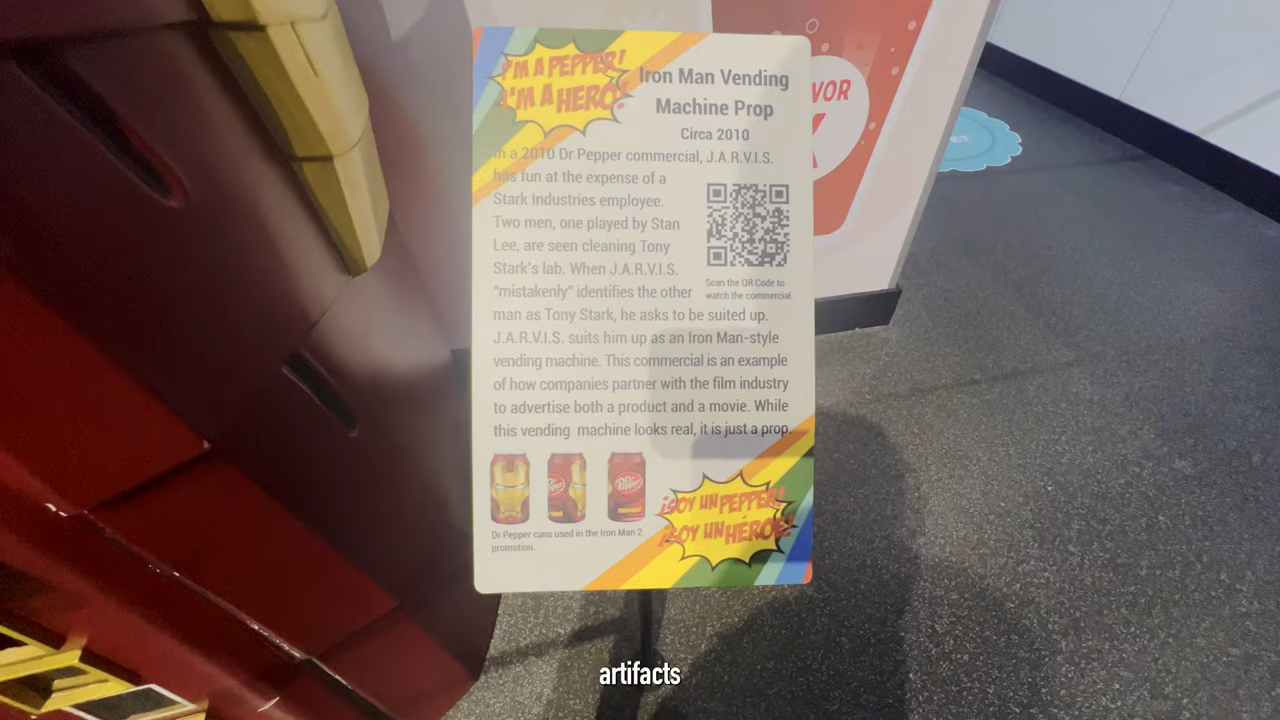 I'M A PEPPER!
I'M A HERO!
Iron Man Vending
Machine Prop
Circa 2010
In a 2010 Dr Pepper commercial, J.A.R.V.I.S.
has fun at the expense of a
Stark Industries employee.
Two men, one played by Stan
Lee, are seen cleaning Tony
Stark's lab. When J.A.R.V.I.S.
"mistakenly" identifies the other
man as Tony Stark, he asks to be suited up.
J.A.R.V.I.S. suits him up as an Iron Man-style
vending machine. This commercial is an example
of how companies partner with the film industry
to advertise both a product and a movie. While
this vending machine looks real, it is just a prop.
Scan the QR Code to
watch the commercial.
Dr Pepper
Dr Pepper cans used in the Iron Man 2
promotion.
¡SOY UN PEPPER!
¡SOY UN HÉROE!
VOR
artifacts